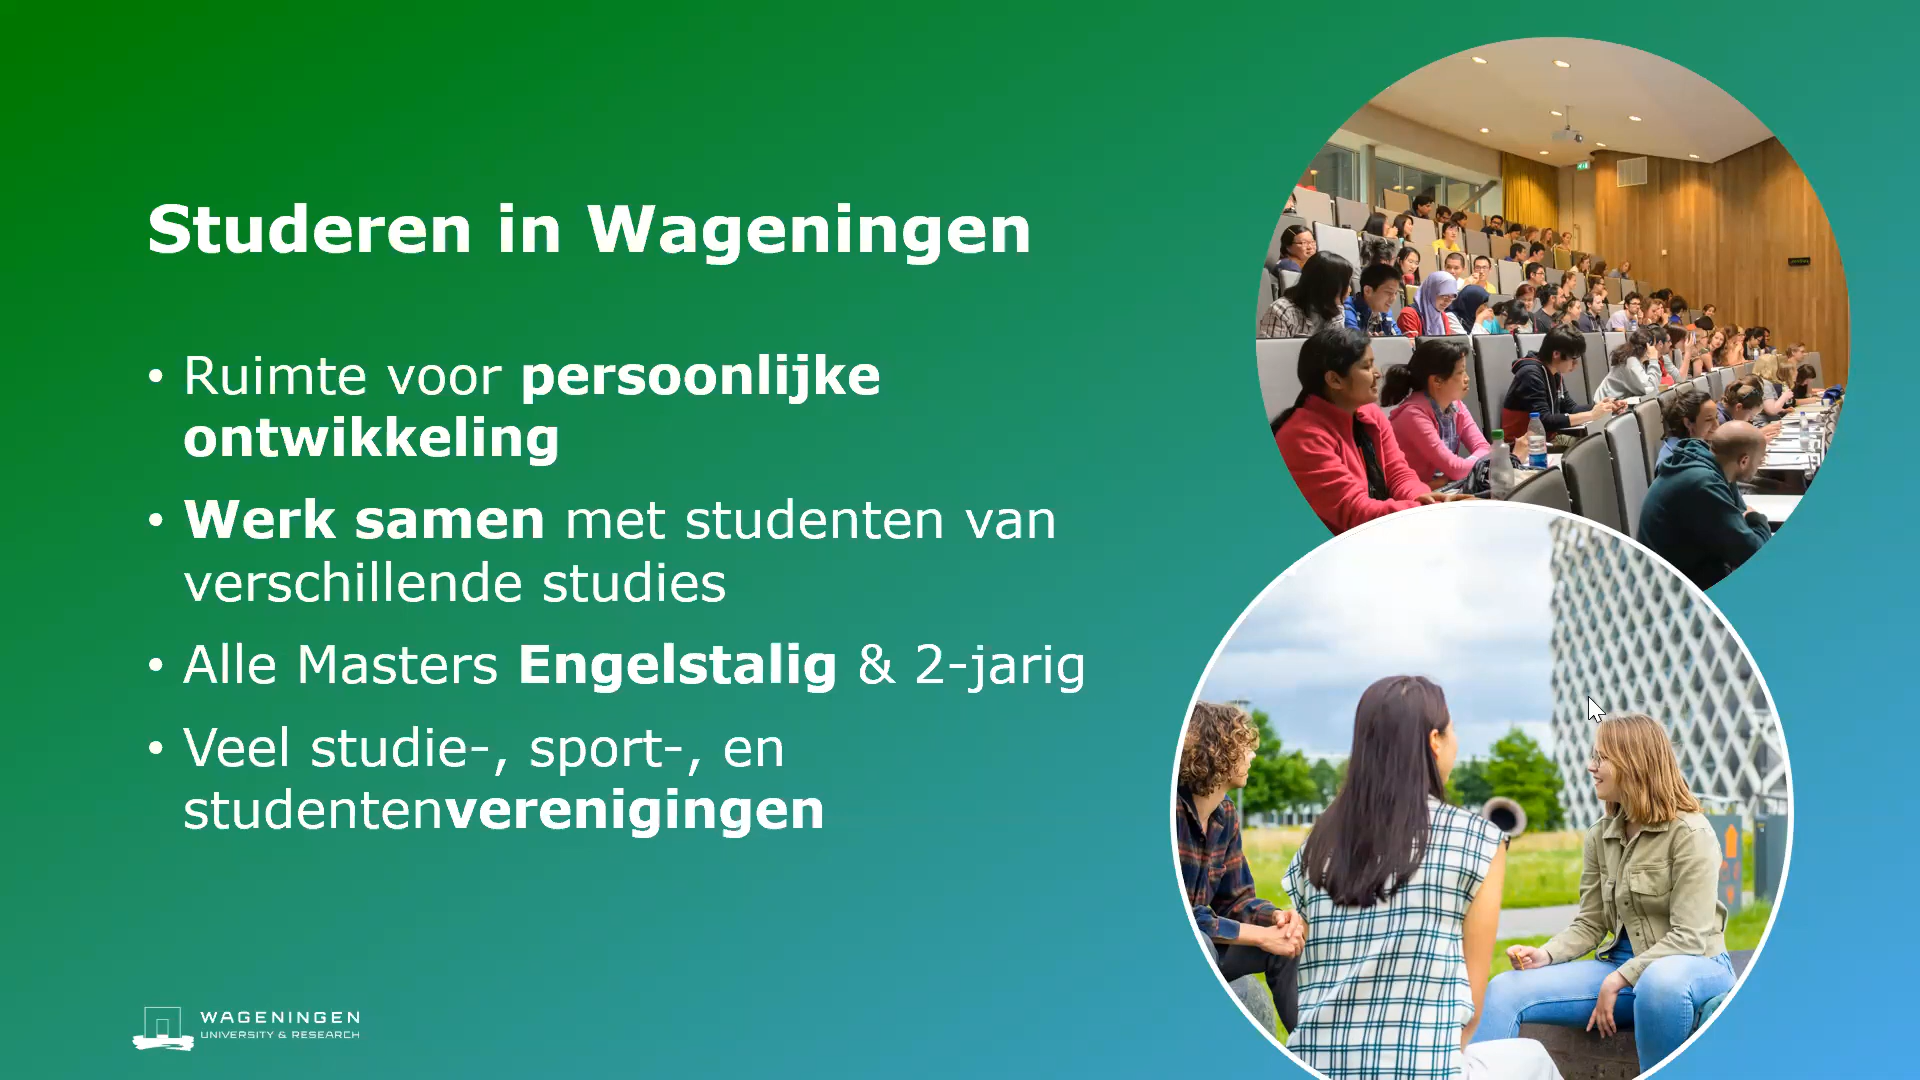 Studeren in Wageningen
• Ruimte voor persoonlijke
ontwikkeling
• Werk samen met studenten van
verschillende studies
• Alle Masters Engelstalig & 2-jarig
• Veel studie-, sport-, en
studentenverenigingen
WAGENINGEN
UNIVERSITY & RESEARCH